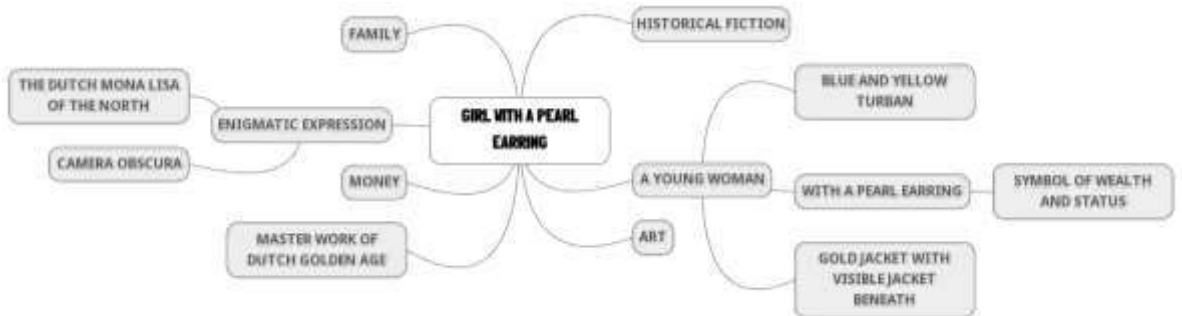 FAMILY
HISTORICAL FICTION
THE DUTCH MONA LISA
OF THE NORTH
BLUE AND YELLOW
TURBAN
GIRL WITH A PEARL
EARRING
ENIGMATIC EXPRESSION
CAMERA OBSCURA
MONEY
A YOUNG WOMAN
WITH A PEARL EARRING
SYMBOL OF WEALTH
AND STATUS
MASTER WORK OF
DUTCH GOLDEN AGE
ART
GOLD JACKET WITH
VISIBLE JACKET
BENEATH